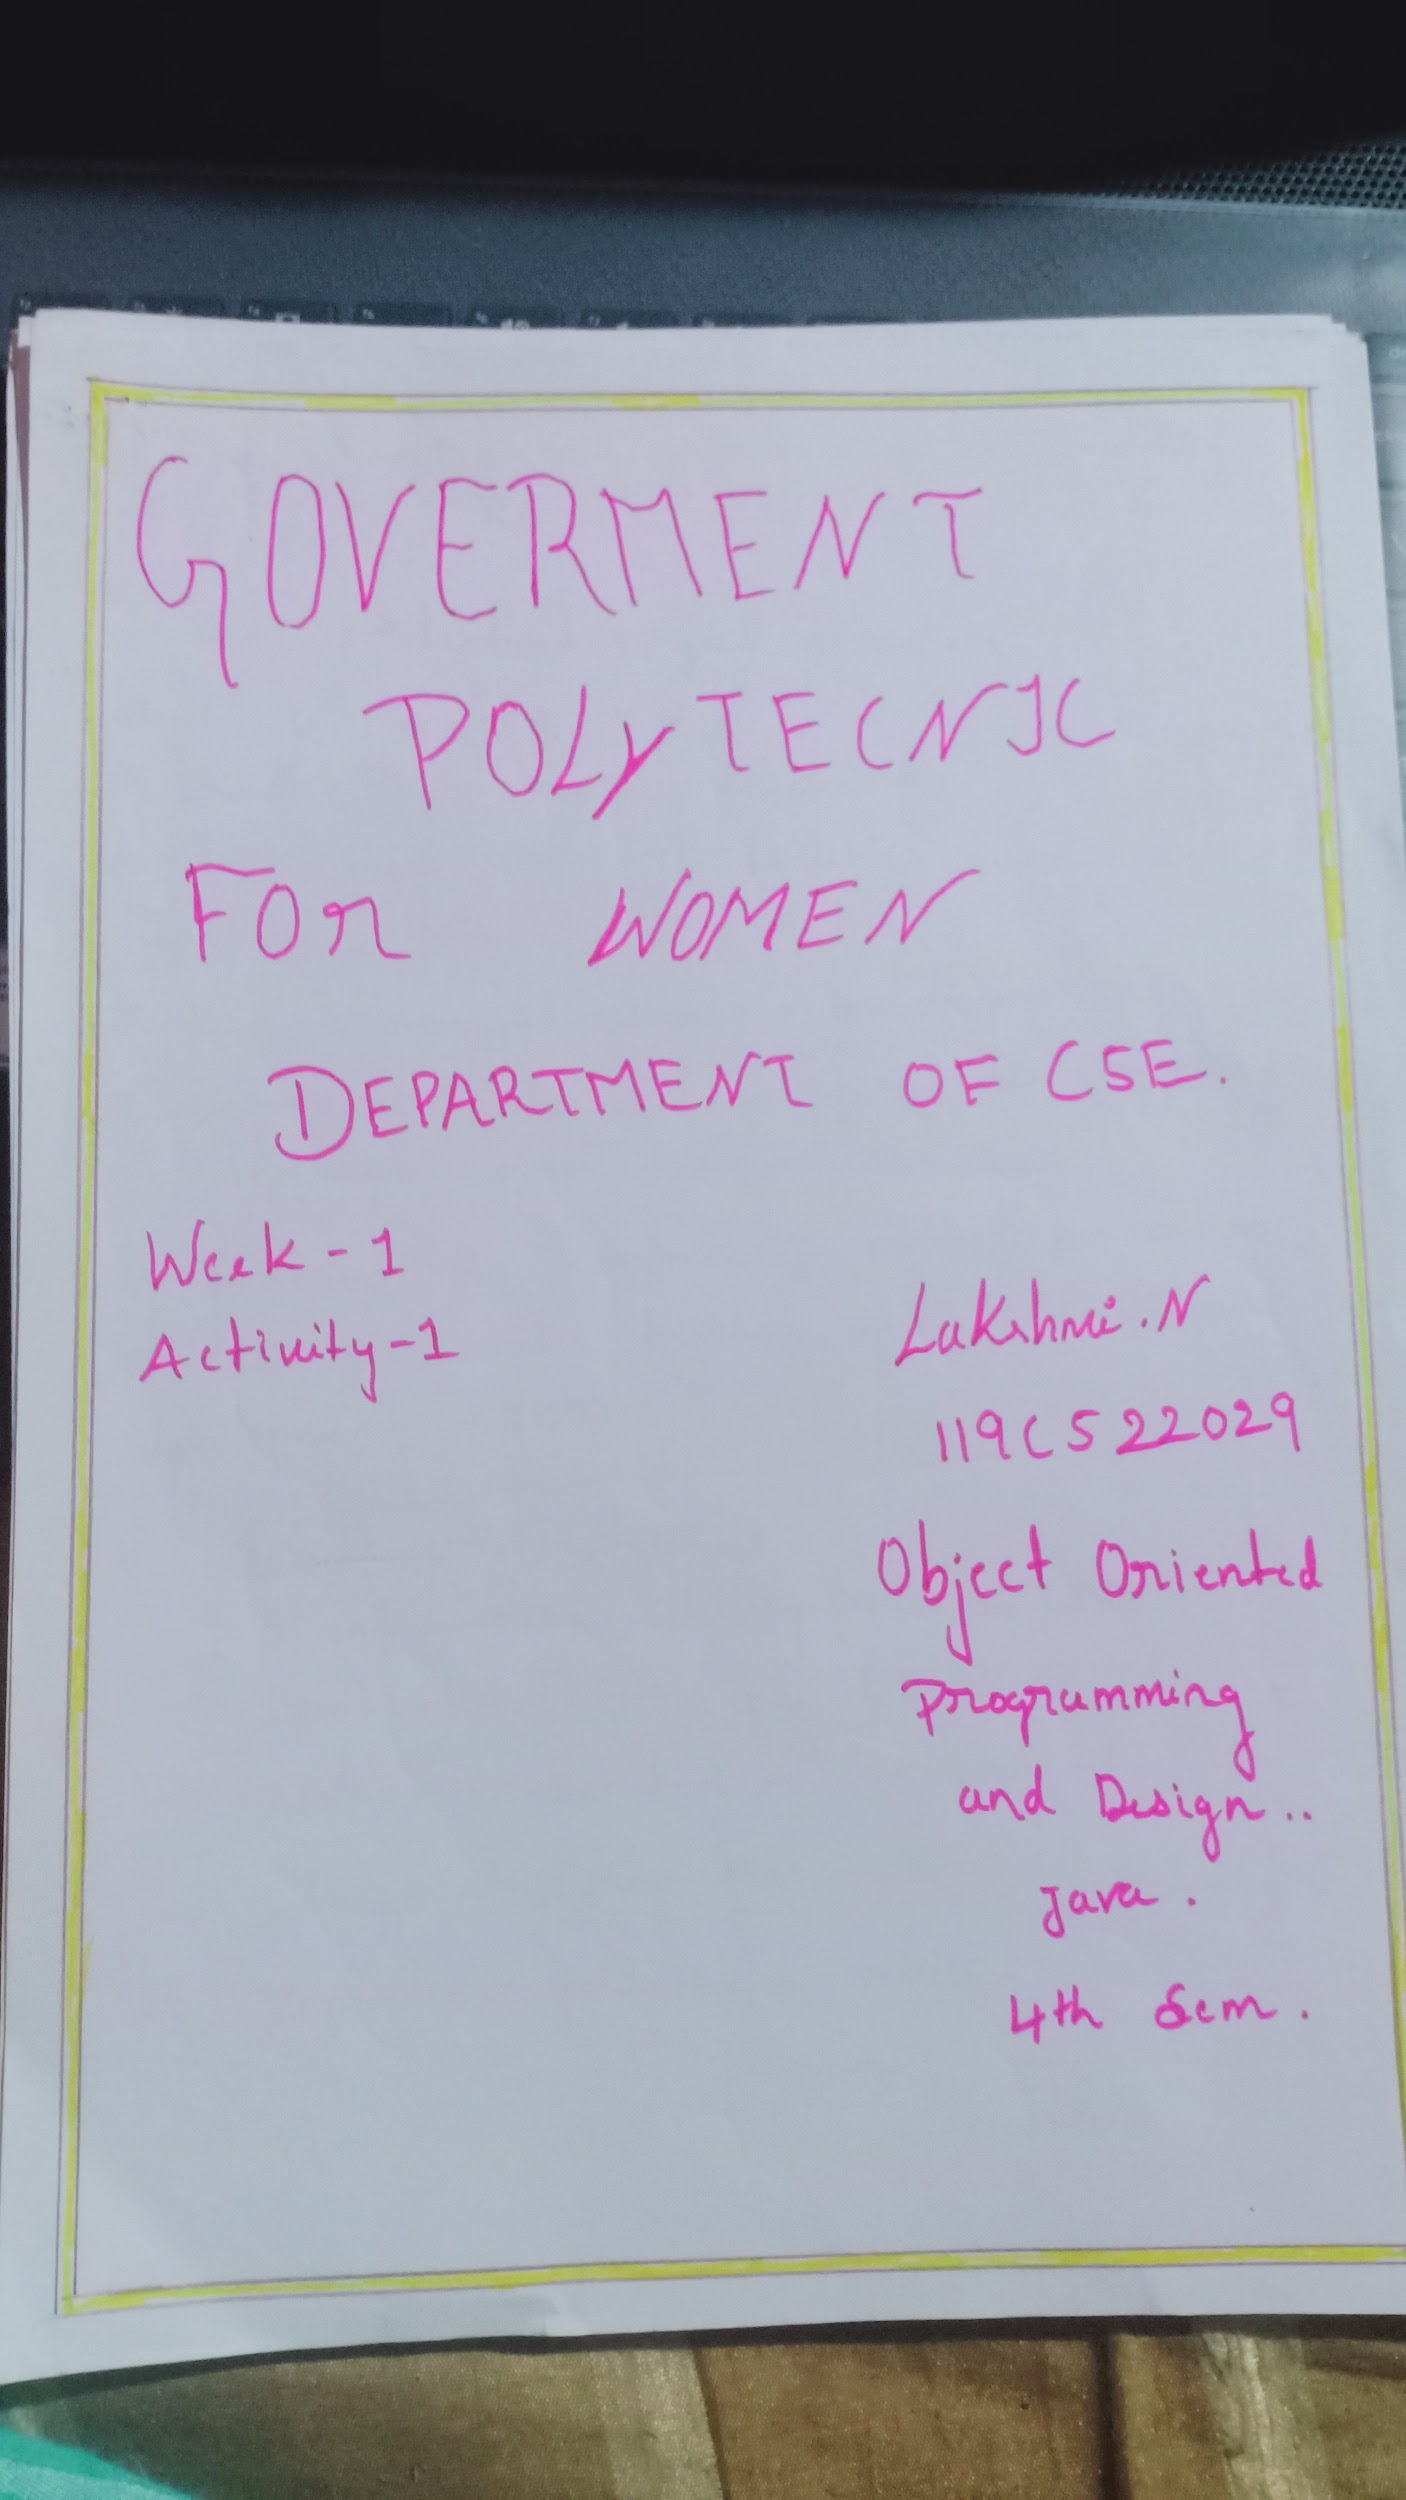 GOVERMENT
POLYTECNIC
FOR WOMEN
DEPARTMENT OF CSE.
Week-1
Activity-1
Lakshmi.N
119CS22029
Object Oriented
Programming
and Design..
Java.
4th Sem.